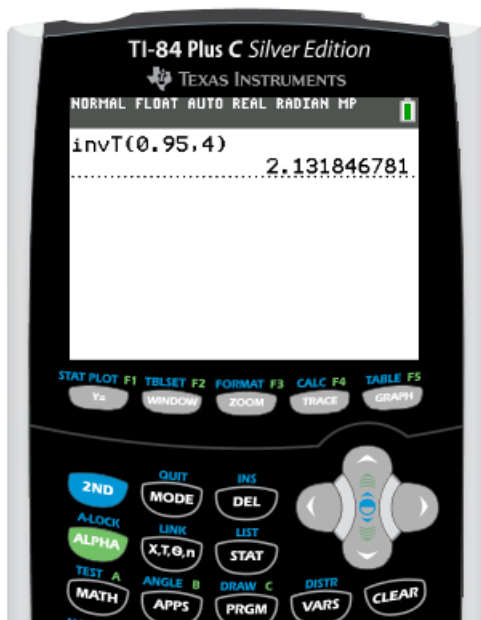 TI-84 Plus C Silver Edition
TEXAS INSTRUMENTS
NORMAL FLOAT AUTO REAL RADIAN MP
invT(0.95,4)
2.131846781
STAT PLOT F1 TBLSET F2 FORMAT F3 CALC F4 TABLE F5
Y= WINDOW ZOOM TRACE GRAPH
QUIT INS
2ND MODE DEL
A-LOCK LINK LIST
ALPHA X,T,Θ,n STAT
TEST A ANGLE B DRAW C DISTR
MATH APPS PRGM VARS CLEAR